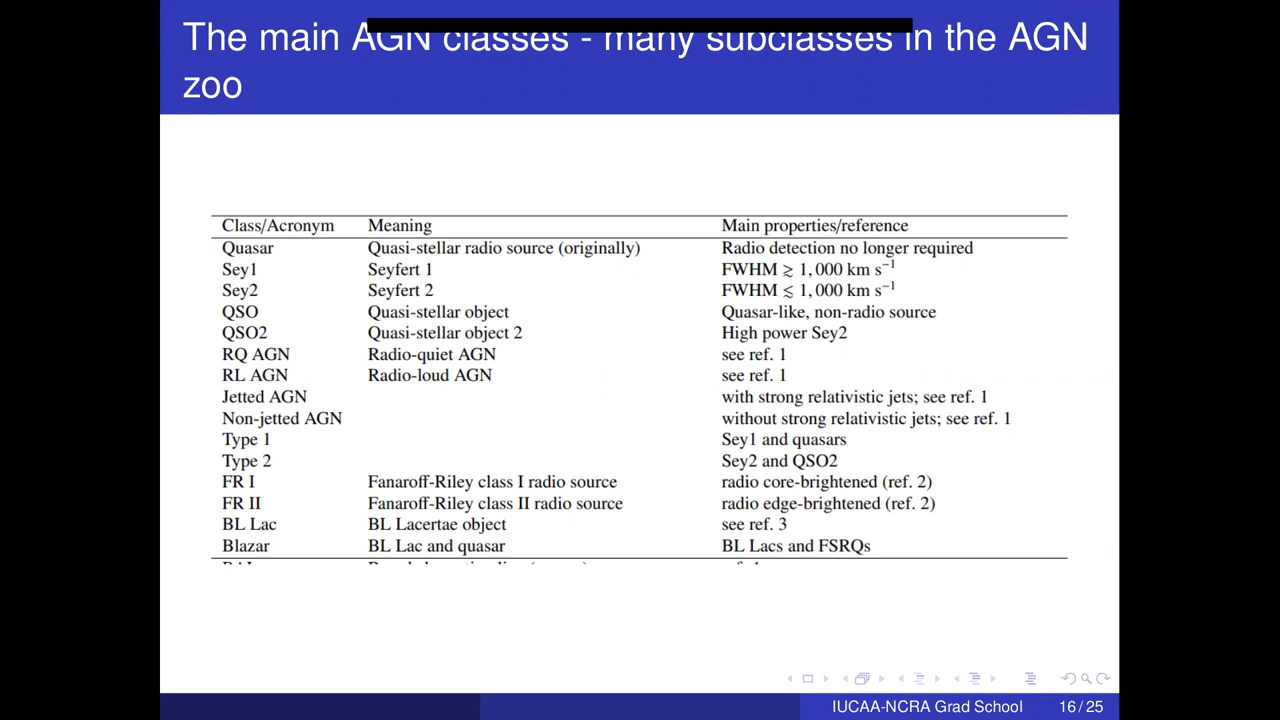 The main AGN classes - many subclasses in the AGN
zoo
Class/Acronym Meaning Main properties/reference
Quasar Quasi-stellar radio source (originally) Radio detection no longer required
Sey1 Seyfert 1 FWHM ≳ 1, 000 km s⁻¹
Sey2 Seyfert 2 FWHM ≲ 1, 000 km s⁻¹
QSO Quasi-stellar object Quasar-like, non-radio source
QSO2 Quasi-stellar object 2 High power Sey2
RQ AGN Radio-quiet AGN see ref. 1
RL AGN Radio-loud AGN see ref. 1
Jetted AGN with strong relativistic jets; see ref. 1
Non-jetted AGN without strong relativistic jets; see ref. 1
Type 1 Sey1 and quasars
Type 2 Sey2 and QSO2
FR I Fanaroff-Riley class I radio source radio core-brightened (ref. 2)
FR II Fanaroff-Riley class II radio source radio edge-brightened (ref. 2)
BL Lac BL Lacertae object see ref. 3
Blazar BL Lac and quasar BL Lacs and FSRQs
IUCAA-NCRA Grad School 16 / 25